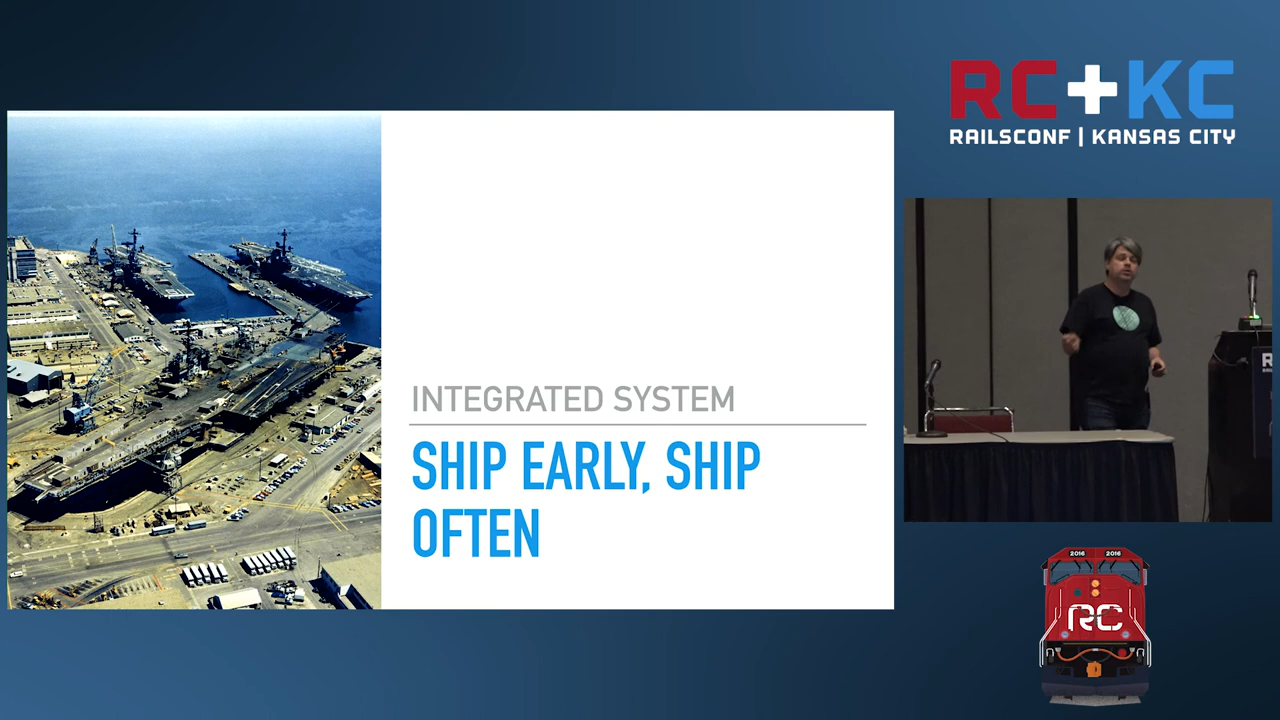 RC+KC
RAILSCONF | KANSAS CITY
INTEGRATED SYSTEM
SHIP EARLY, SHIP
OFTEN
2016 2016
RC